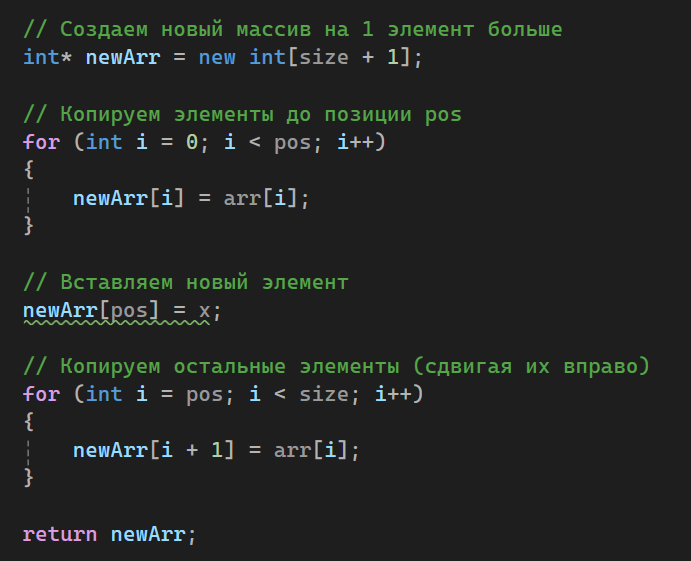 // Создаем новый массив на 1 элемент больше
int* newArr = new int[size + 1];
// Копируем элементы до позиции pos
for (int i = 0; i < pos; i++)
{
newArr[i] = arr[i];
}
// Вставляем новый элемент
newArr[pos] = x;
// Копируем остальные элементы (сдвигая их вправо)
for (int i = pos; i < size; i++)
{
newArr[i + 1] = arr[i];
}
return newArr;